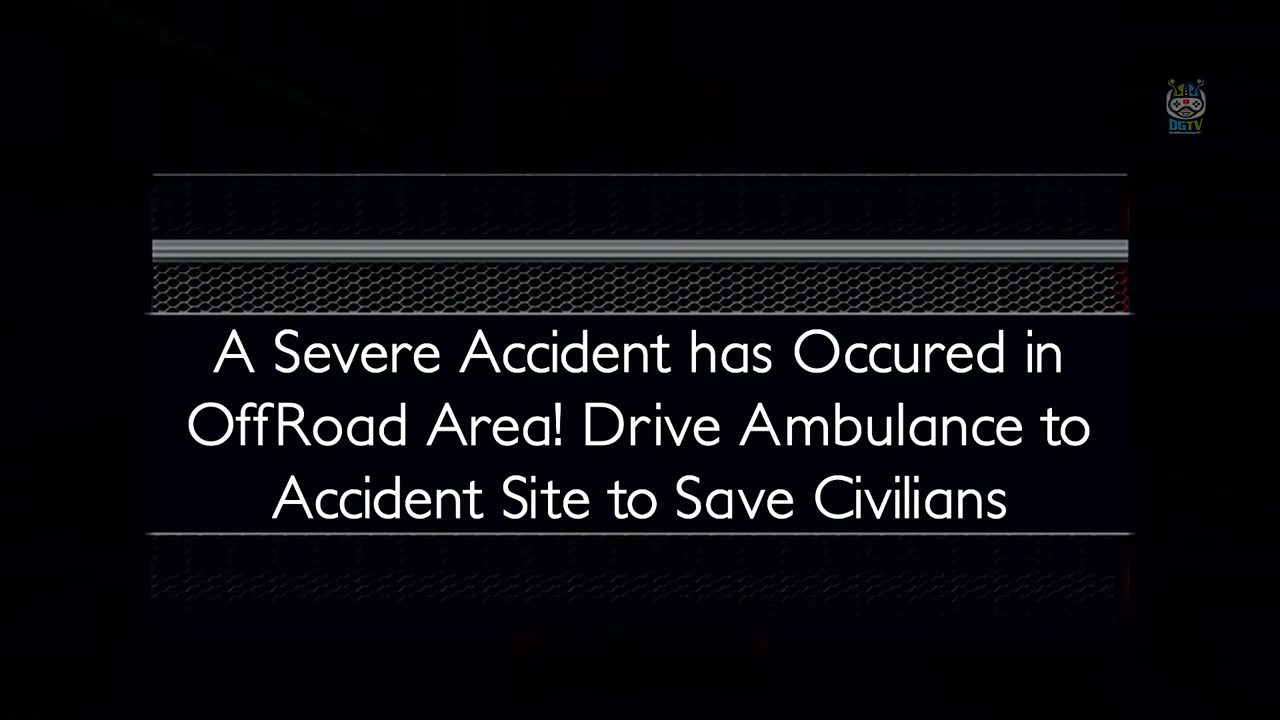 DGTV
A Severe Accident has Occured in
OffRoad Area! Drive Ambulance to
Accident Site to Save Civilians